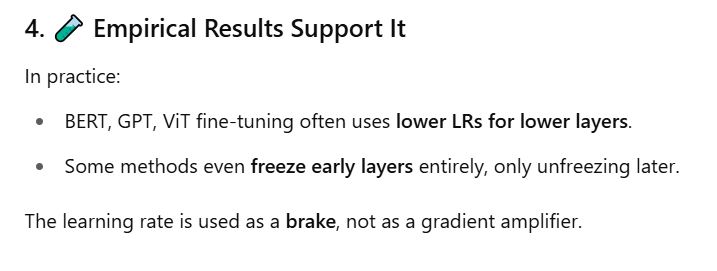 4. 🧪 Empirical Results Support It
In practice:
• BERT, GPT, ViT fine-tuning often uses lower LRs for lower layers.
• Some methods even freeze early layers entirely, only unfreezing later.
The learning rate is used as a brake, not as a gradient amplifier.